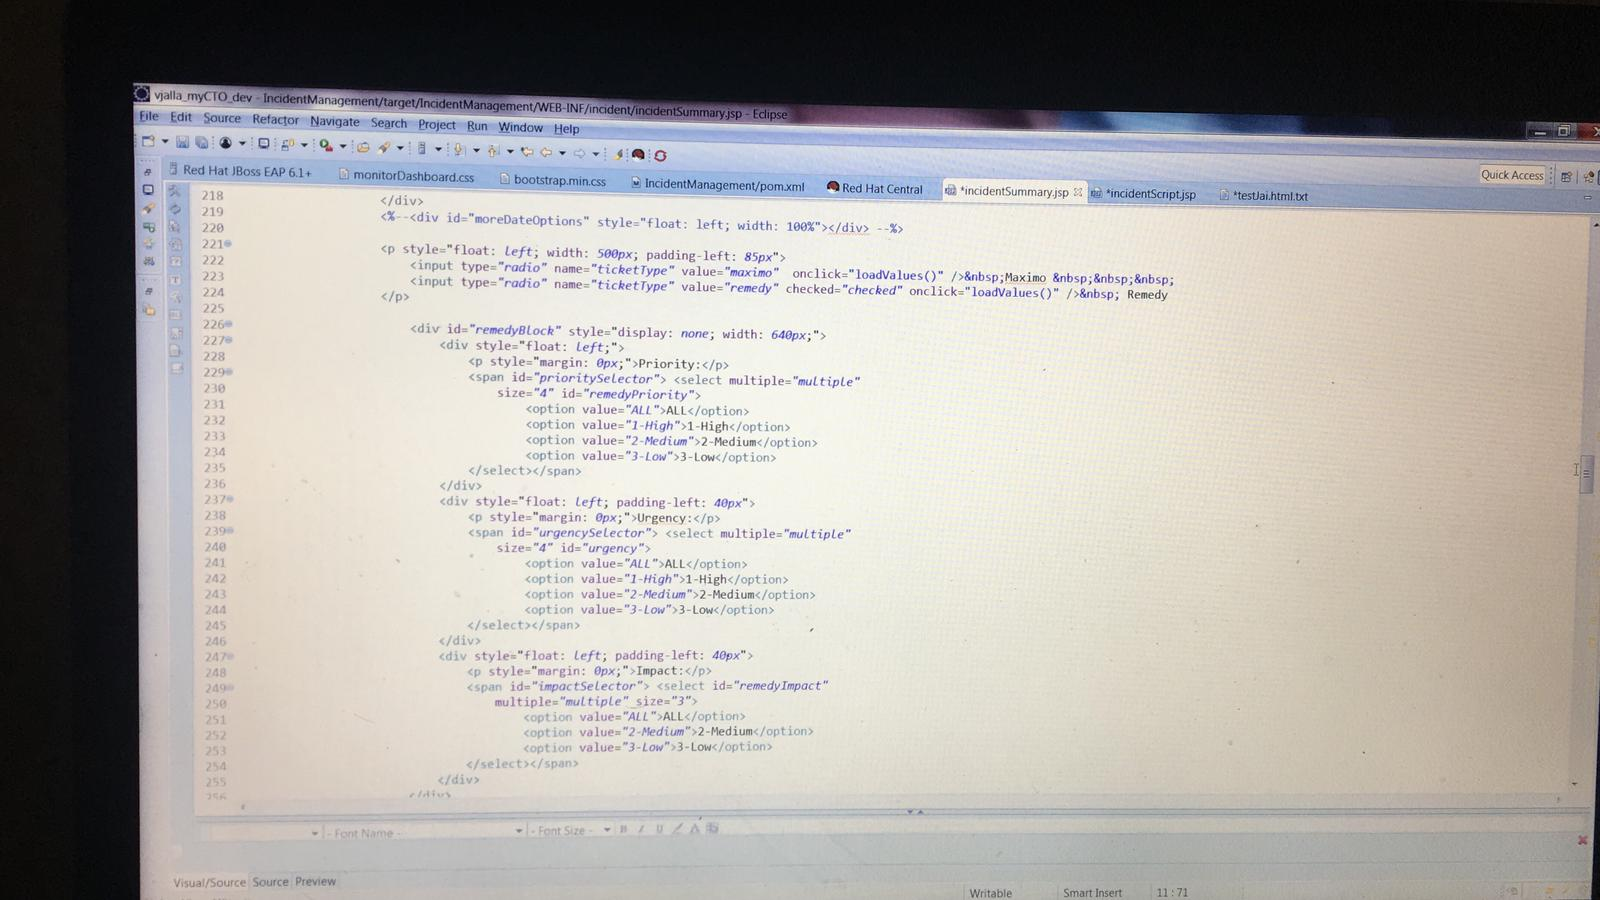 vjalla_myCTO_dev - IncidentManagement/target/IncidentManagement/WEB-INF/incident/incidentSummary.jsp - Eclipse
File Edit Source Refactor Navigate Search Project Run Window Help
Quick Access
Red Hat JBoss EAP 6.1+ monitorDashboard.css bootstrap.min.css IncidentManagement/pom.xml Red Hat Central *incidentSummary.jsp *incidentScript.jsp *testJai.html.txt
218 </div>
219 <%--<div id="moreDateOptions" style="float: left; width: 100%"></div> --%>
220
221 <p style="float: left; width: 500px; padding-left: 85px">
222 <input type="radio" name="ticketType" value="maximo"  onclick="loadValues()" />&nbsp;Maximo &nbsp;&nbsp;&nbsp;
223 <input type="radio" name="ticketType" value="remedy" checked="checked" onclick="loadValues()" />&nbsp; Remedy
224 </p>
225
226 <div id="remedyBlock" style="display: none; width: 640px;">
227 <div style="float: left;">
228 <p style="margin: 0px;">Priority:</p>
229 <span id="prioritySelector"> <select multiple="multiple"
230 size="4" id="remedyPriority">
231 <option value="ALL">ALL</option>
232 <option value="1-High">1-High</option>
233 <option value="2-Medium">2-Medium</option>
234 <option value="3-Low">3-Low</option>
235 </select></span>
236 </div>
237 <div style="float: left; padding-left: 40px">
238 <p style="margin: 0px;">Urgency:</p>
239 <span id="urgencySelector"> <select multiple="multiple"
240 size="4" id="urgency">
241 <option value="ALL">ALL</option>
242 <option value="1-High">1-High</option>
243 <option value="2-Medium">2-Medium</option>
244 <option value="3-Low">3-Low</option>
245 </select></span>
246 </div>
247 <div style="float: left; padding-left: 40px">
248 <p style="margin: 0px;">Impact:</p>
249 <span id="impactSelector"> <select id="remedyImpact"
250 multiple="multiple" size="3">
251 <option value="ALL">ALL</option>
252 <option value="2-Medium">2-Medium</option>
253 <option value="3-Low">3-Low</option>
254 </select></span>
255 </div>
256 </div>
- Font Name - - Font Size - B I U A
Visual/Source Source Preview
Writable Smart Insert 11 : 71